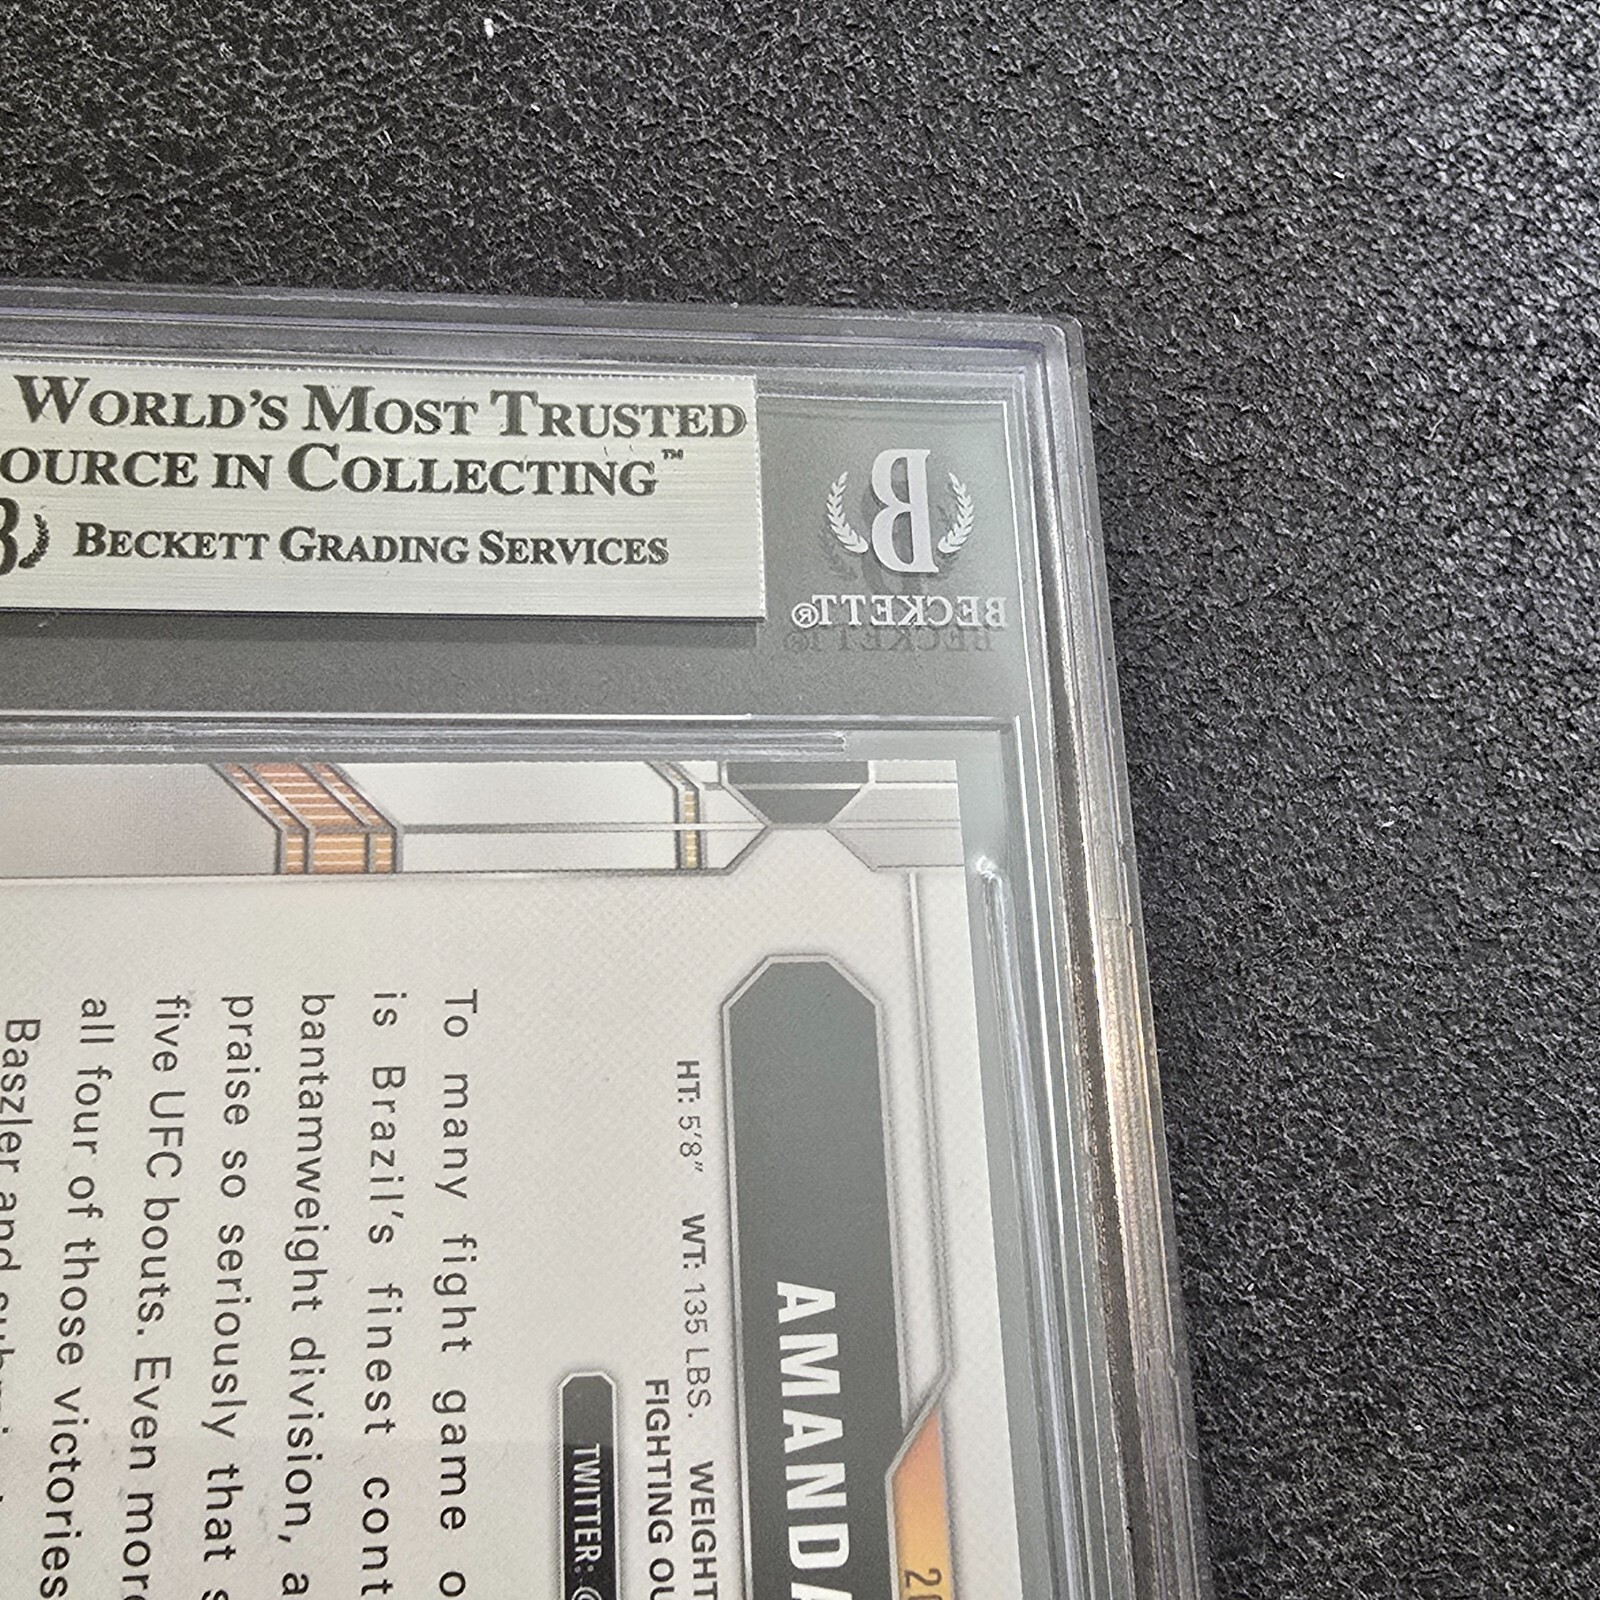 WORLD'S MOST TRUSTED
OURCE IN COLLECTING™
B BECKETT GRADING SERVICES
B
BECKETT®
AMANDA
HT: 5'8" WT: 135 LBS. WEIGHT
FIGHTING OU
TWITTER: @
To many fight game o
is Brazil's finest cont
bantamweight division, a
praise so seriously that s
five UFC bouts. Even more
all four of those victories
Baszler and